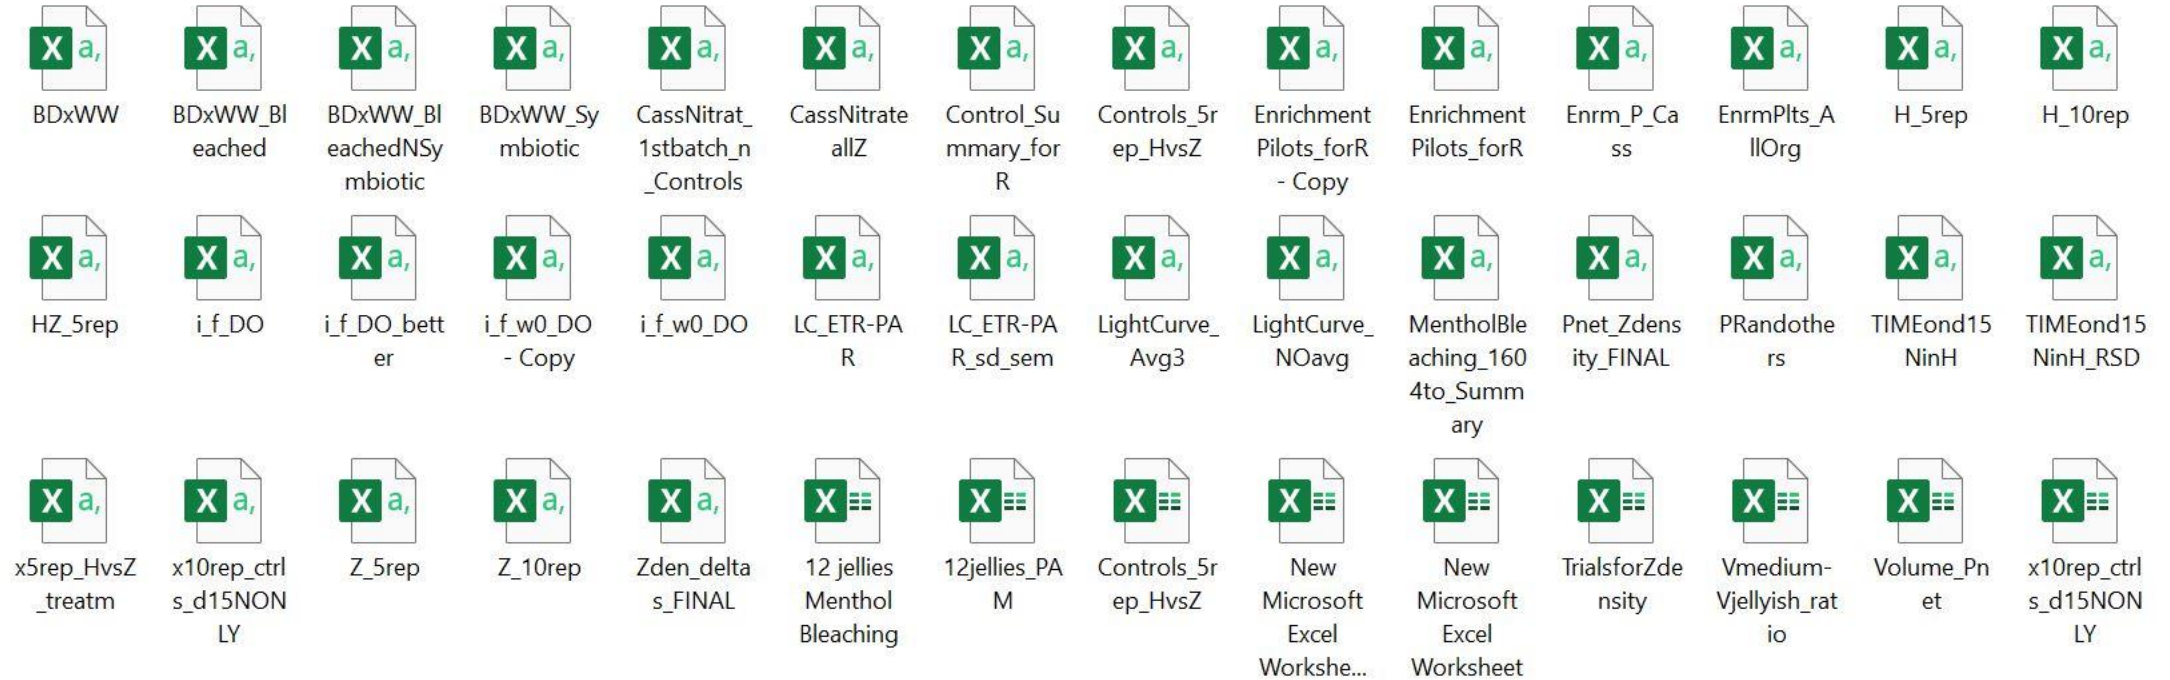 BDxWW
BDxWW_Bl
eached
BDxWW_Bl
eachedNSy
mbiotic
BDxWW_Sy
mbiotic
CassNitrat_
1stbatch_n
_Controls
CassNitrate
allZ
Control_Su
mmary_for
R
Controls_5r
ep_HvsZ
Enrichment
Pilots_forR
- Copy
Enrichment
Pilots_forR
Enrm_P_Ca
ss
EnrmPlts_A
llOrg
H_5rep
H_10rep
HZ_5rep
i_f_DO
i_f_DO_bett
er
i_f_w0_DO
- Copy
i_f_w0_DO
LC_ETR-PA
R
LC_ETR-PA
R_sd_sem
LightCurve_
Avg3
LightCurve_
NOavg
MentholBle
aching_160
4to_Summ
ary
Pnet_Zdens
ity_FINAL
PRandothe
rs
TIMEond15
NinH
TIMEond15
NinH_RSD
x5rep_HvsZ
_treatm
x10rep_ctrl
s_d15NON
LY
Z_5rep
Z_10rep
Zden_delta
s_FINAL
12 jellies
Menthol
Bleaching
12jellies_PA
M
Controls_5r
ep_HvsZ
New
Microsoft
Excel
Workshe...
New
Microsoft
Excel
Worksheet
TrialsforZde
nsity
Vmedium-
Vjellyish_rat
io
Volume_Pn
et
x10rep_ctrl
s_d15NON
LY